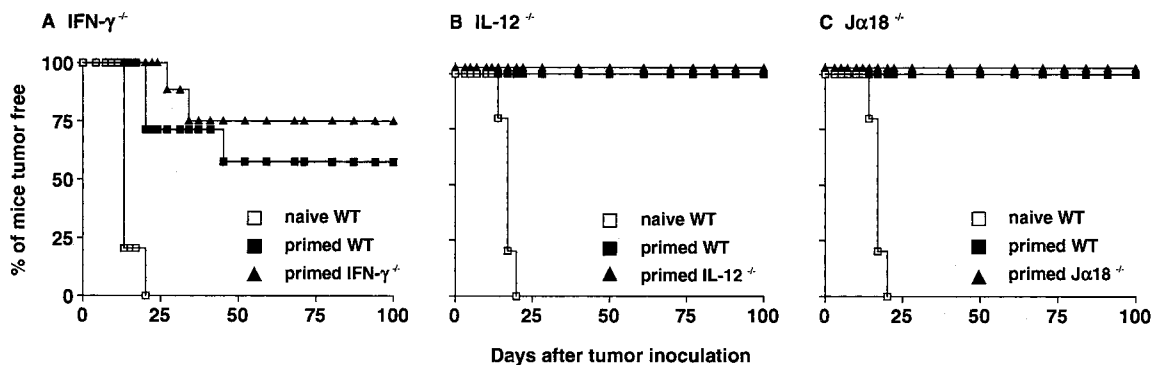 A IFN-γ-/-
B IL-12 -/-
C Jα18 -/-
% of mice tumor free
100
75
50
25
0
naive WT
primed WT
primed IFN-γ-/-
0 25 50 75 100
naive WT
primed WT
primed IL-12 -/-
0 25 50 75 100
naive WT
primed WT
primed Jα18 -/-
0 25 50 75 100
Days after tumor inoculation